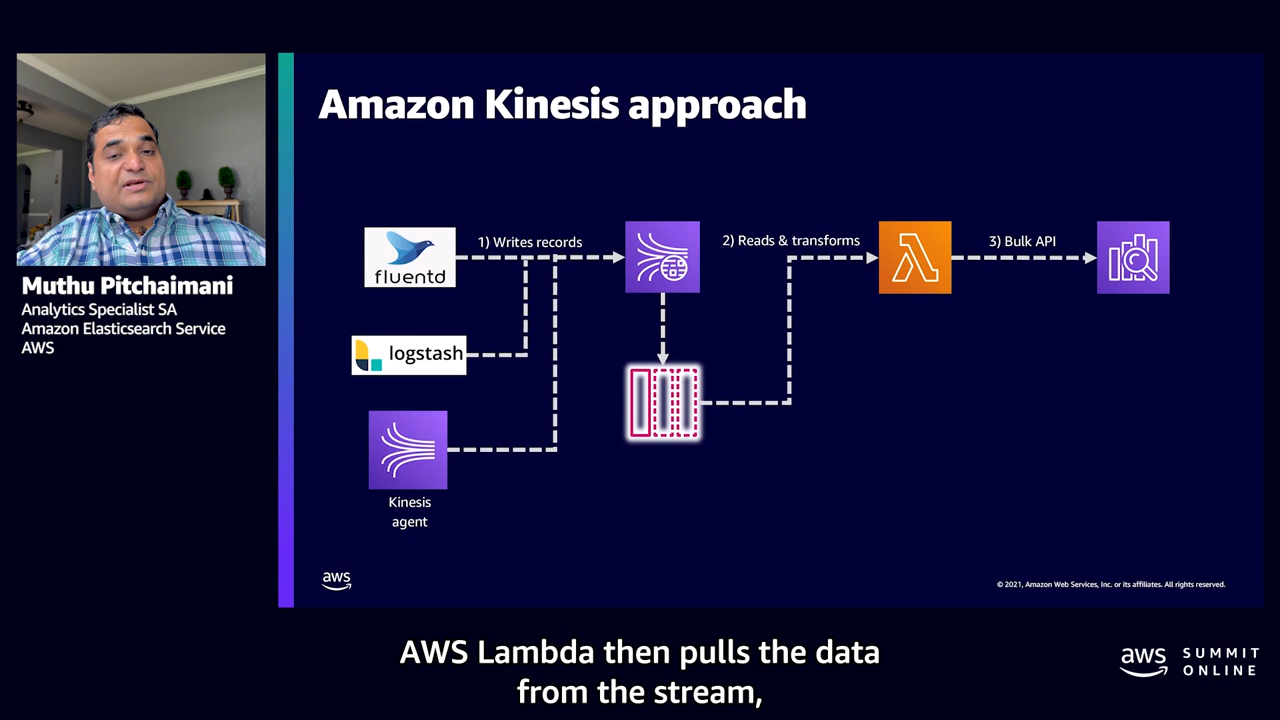 Amazon Kinesis approach
Muthu Pitchaimani
Analytics Specialist SA
Amazon Elasticsearch Service
AWS
fluentd
1) Writes records
2) Reads & transforms
3) Bulk API
logstash
Kinesis
agent
aws
© 2021, Amazon Web Services, Inc. or its affiliates. All rights reserved.
AWS Lambda then pulls the data
from the stream,
aws SUMMIT
ONLINE